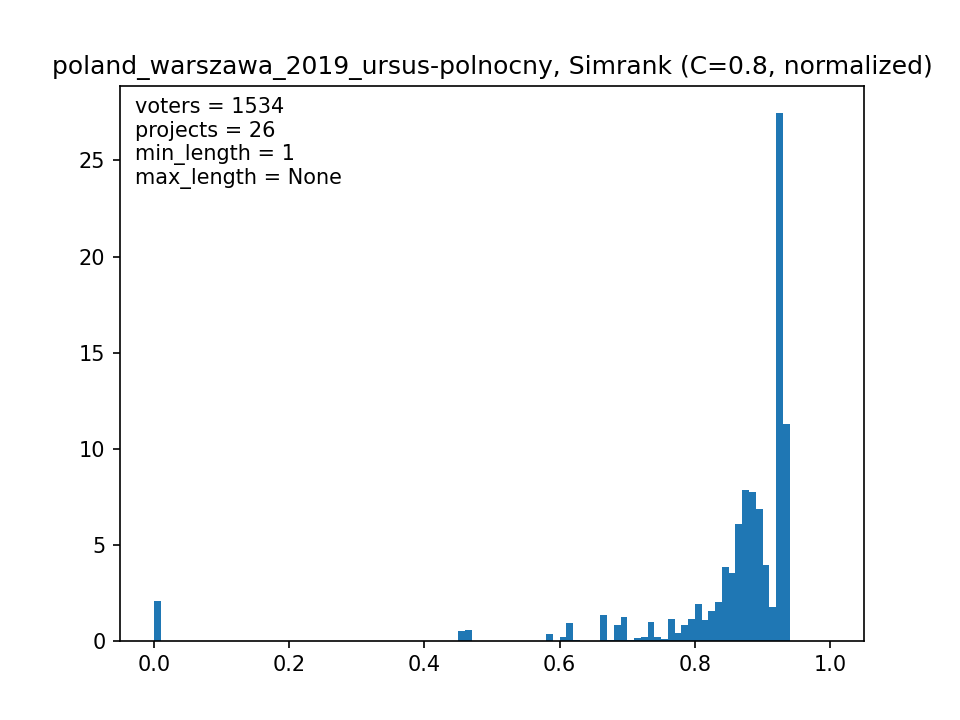 poland_warszawa_2019_ursus-polnocny, Simrank (C=0.8, normalized)
voters = 1534
projects = 26
min_length = 1
max_length = None
25
20
15
10
5
0
0.0 0.2 0.4 0.6 0.8 1.0